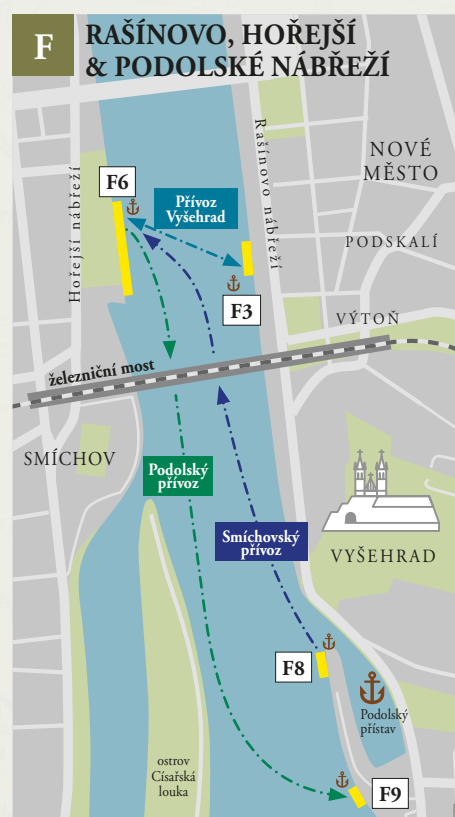 F
RAŠÍNOVO, HOŘEJŠÍ
& PODOLSKÉ NÁBŘEŽÍ
Hořejší nábřeží
Rašínovo nábřeží
NOVÉ
MĚSTO
F6
Přívoz
Vyšehrad
PODSKALÍ
F3
VÝTOŇ
železniční most
SMÍCHOV
Podolský
přívoz
Smíchovský
přívoz
VYŠEHRAD
F8
Podolský
přístav
ostrov
Císařská
louka
F9